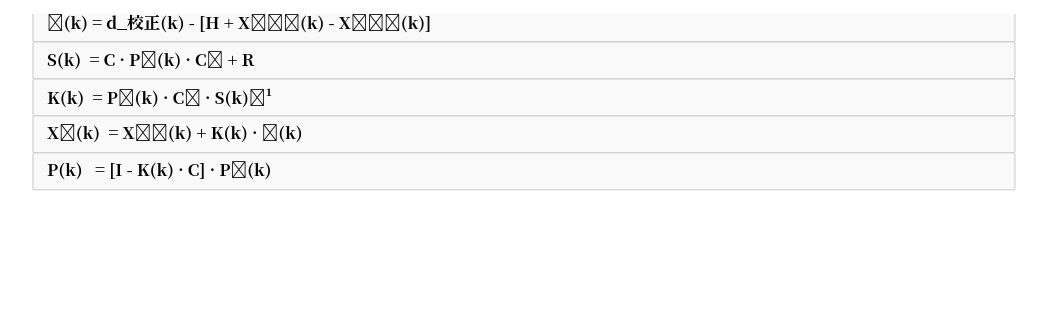 ☒(k) = d_校正(k) - [H + X☒☒☒(k) - X☒☒☒(k)]
S(k) = C · P☒(k) · C☒ + R
K(k) = P☒(k) · C☒ · S(k)☒¹
X☒(k) = X☒☒(k) + K(k) · ☒(k)
P(k) = [I - K(k) · C] · P☒(k)